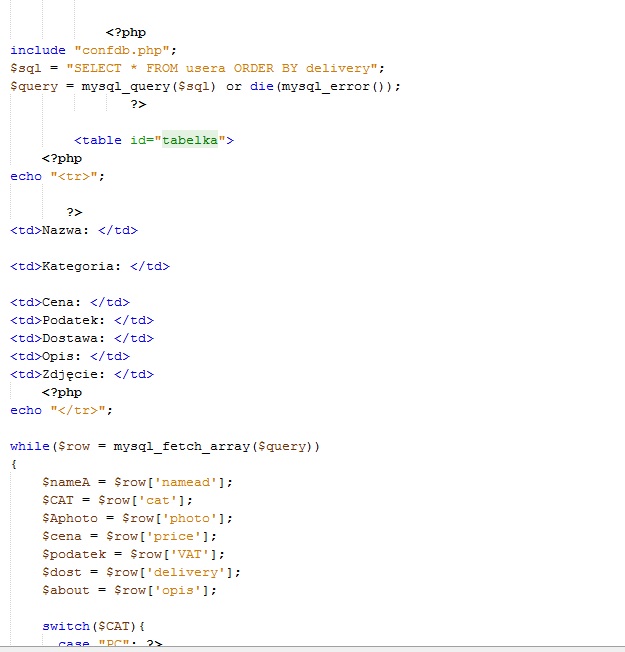 <?php
include "confdb.php";
$sql = "SELECT * FROM usera ORDER BY delivery";
$query = mysql_query($sql) or die(mysql_error());
?>
<table id="tabelka">
<?php
echo "<tr>";
?>
<td>Nazwa: </td>
<td>Kategoria: </td>
<td>Cena: </td>
<td>Podatek: </td>
<td>Dostawa: </td>
<td>Opis: </td>
<td>Zdjęcie: </td>
<?php
echo "</tr>";
while($row = mysql_fetch_array($query))
{
$nameA = $row['namead'];
$CAT = $row['cat'];
$Aphoto = $row['photo'];
$cena = $row['price'];
$podatek = $row['VAT'];
$dost = $row['delivery'];
$about = $row['opis'];
switch($CAT){
case "PC": ?>